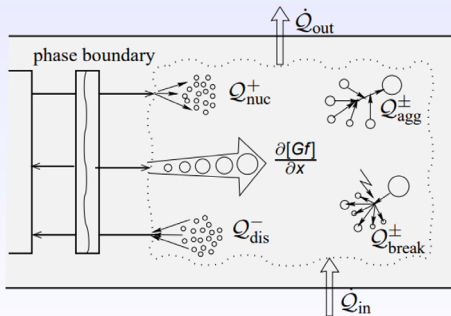 Q̇out
phase boundary
Q⁺nuc
Q±agg
∂[Gf]
∂x
Q⁻dis
Q±break
Q̇in